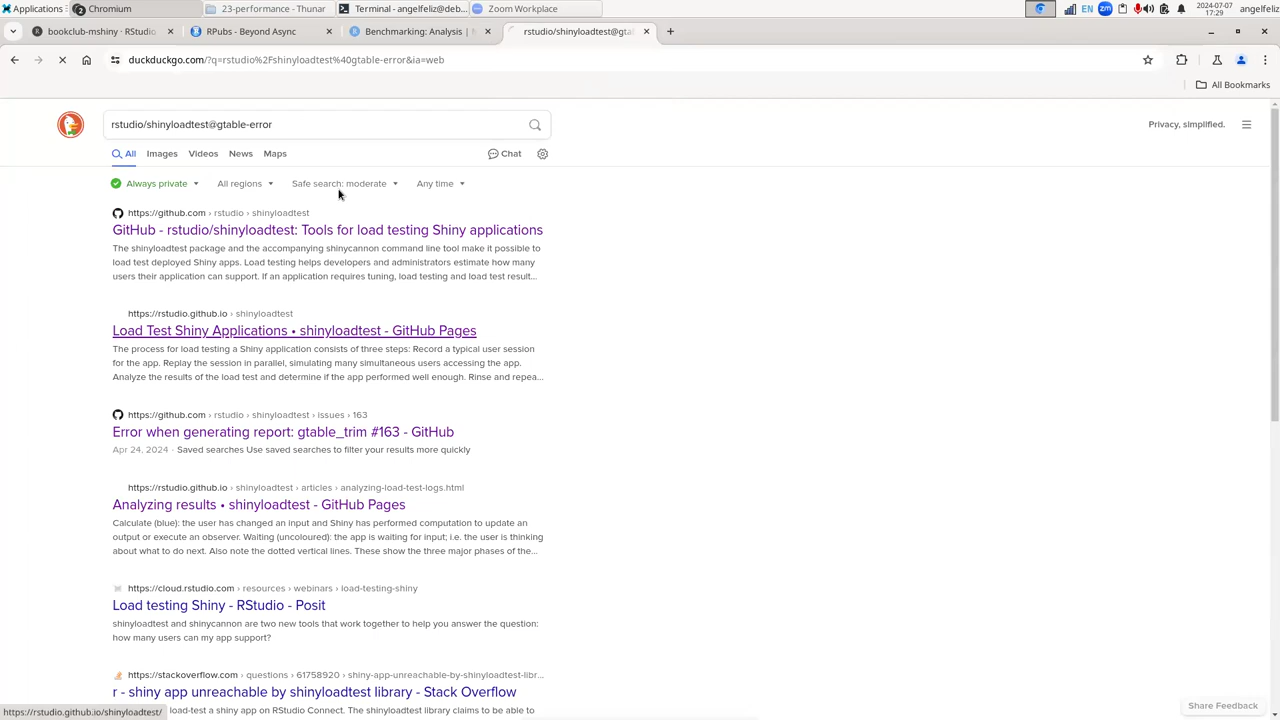 Applications
Chromium
23-performance - Thunar
Terminal - angelfeliz@deb...
Zoom Workplace
EN
zm
2024-07-07
17:29
angelfeliz
bookclub-mshiny · RStudio
RPubs - Beyond Async
Benchmarking: Analysis |
rstudio/shinyloadtest@gta
duckduckgo.com/?q=rstudio%2Fshinyloadtest%40gtable-error&ia=web
All Bookmarks
rstudio/shinyloadtest@gtable-error
Privacy, simplified.
All
Images
Videos
News
Maps
Chat
Always private
All regions
Safe search: moderate
Any time
https://github.com › rstudio › shinyloadtest
GitHub - rstudio/shinyloadtest: Tools for load testing Shiny applications
The shinyloadtest package and the accompanying shinycannon command line tool make it possible to
load test deployed Shiny apps. Load testing helps developers and administrators estimate how many
users their application can support. If an application requires tuning, load testing and load test result...
https://rstudio.github.io › shinyloadtest
Load Test Shiny Applications • shinyloadtest - GitHub Pages
The process for load testing a Shiny application consists of three steps: Record a typical user session
for the app. Replay the session in parallel, simulating many simultaneous users accessing the app.
Analyze the results of the load test and determine if the app performed well enough. Rinse and repea...
https://github.com › rstudio › shinyloadtest › issues › 163
Error when generating report: gtable_trim #163 - GitHub
Apr 24, 2024 · Saved searches Use saved searches to filter your results more quickly
https://rstudio.github.io › shinyloadtest › articles › analyzing-load-test-logs.html
Analyzing results • shinyloadtest - GitHub Pages
Calculate (blue): the user has changed an input and Shiny has performed computation to update an
output or execute an observer. Waiting (uncoloured): the app is waiting for input; i.e. the user is thinking
about what to do next. Also note the dotted vertical lines. These show the three major phases of the...
https://cloud.rstudio.com › resources › webinars › load-testing-shiny
Load testing Shiny - RStudio - Posit
shinyloadtest and shinycannon are two new tools that work together to help you answer the question:
how many users can my app support?
https://stackoverflow.com › questions › 61758920 › shiny-app-unreachable-by-shinyloadtest-libr...
r - shiny app unreachable by shinyloadtest library - Stack Overflow
load-test a shiny app on RStudio Connect. The shinyloadtest library claims to be able to
Share Feedback
https://rstudio.github.io/shinyloadtest/